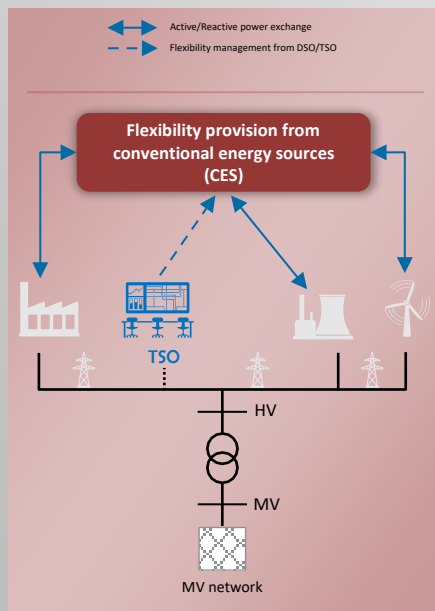 Active/Reactive power exchange
Flexibility management from DSO/TSO
Flexibility provision from
conventional energy sources
(CES)
TSO
HV
MV
MV network